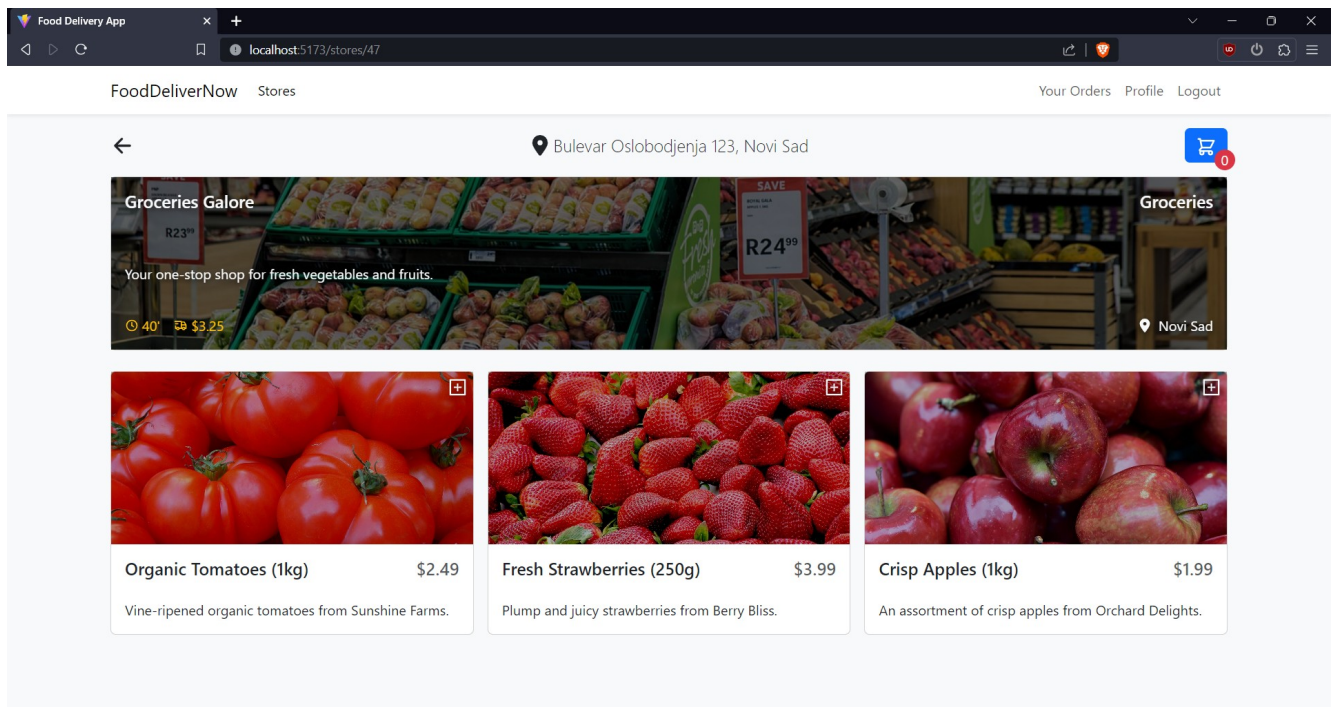 Food Delivery App
localhost:5173/stores/47
FoodDeliverNow Stores Your Orders Profile Logout
Bulevar Oslobodjenja 123, Novi Sad
0
Groceries Galore Groceries
SAVE
R23⁹⁹
R24⁹⁹
fresh
Your one-stop shop for fresh vegetables and fruits.
40' $3.25 Novi Sad
Organic Tomatoes (1kg) $2.49
Vine-ripened organic tomatoes from Sunshine Farms.
Fresh Strawberries (250g) $3.99
Plump and juicy strawberries from Berry Bliss.
Crisp Apples (1kg) $1.99
An assortment of crisp apples from Orchard Delights.